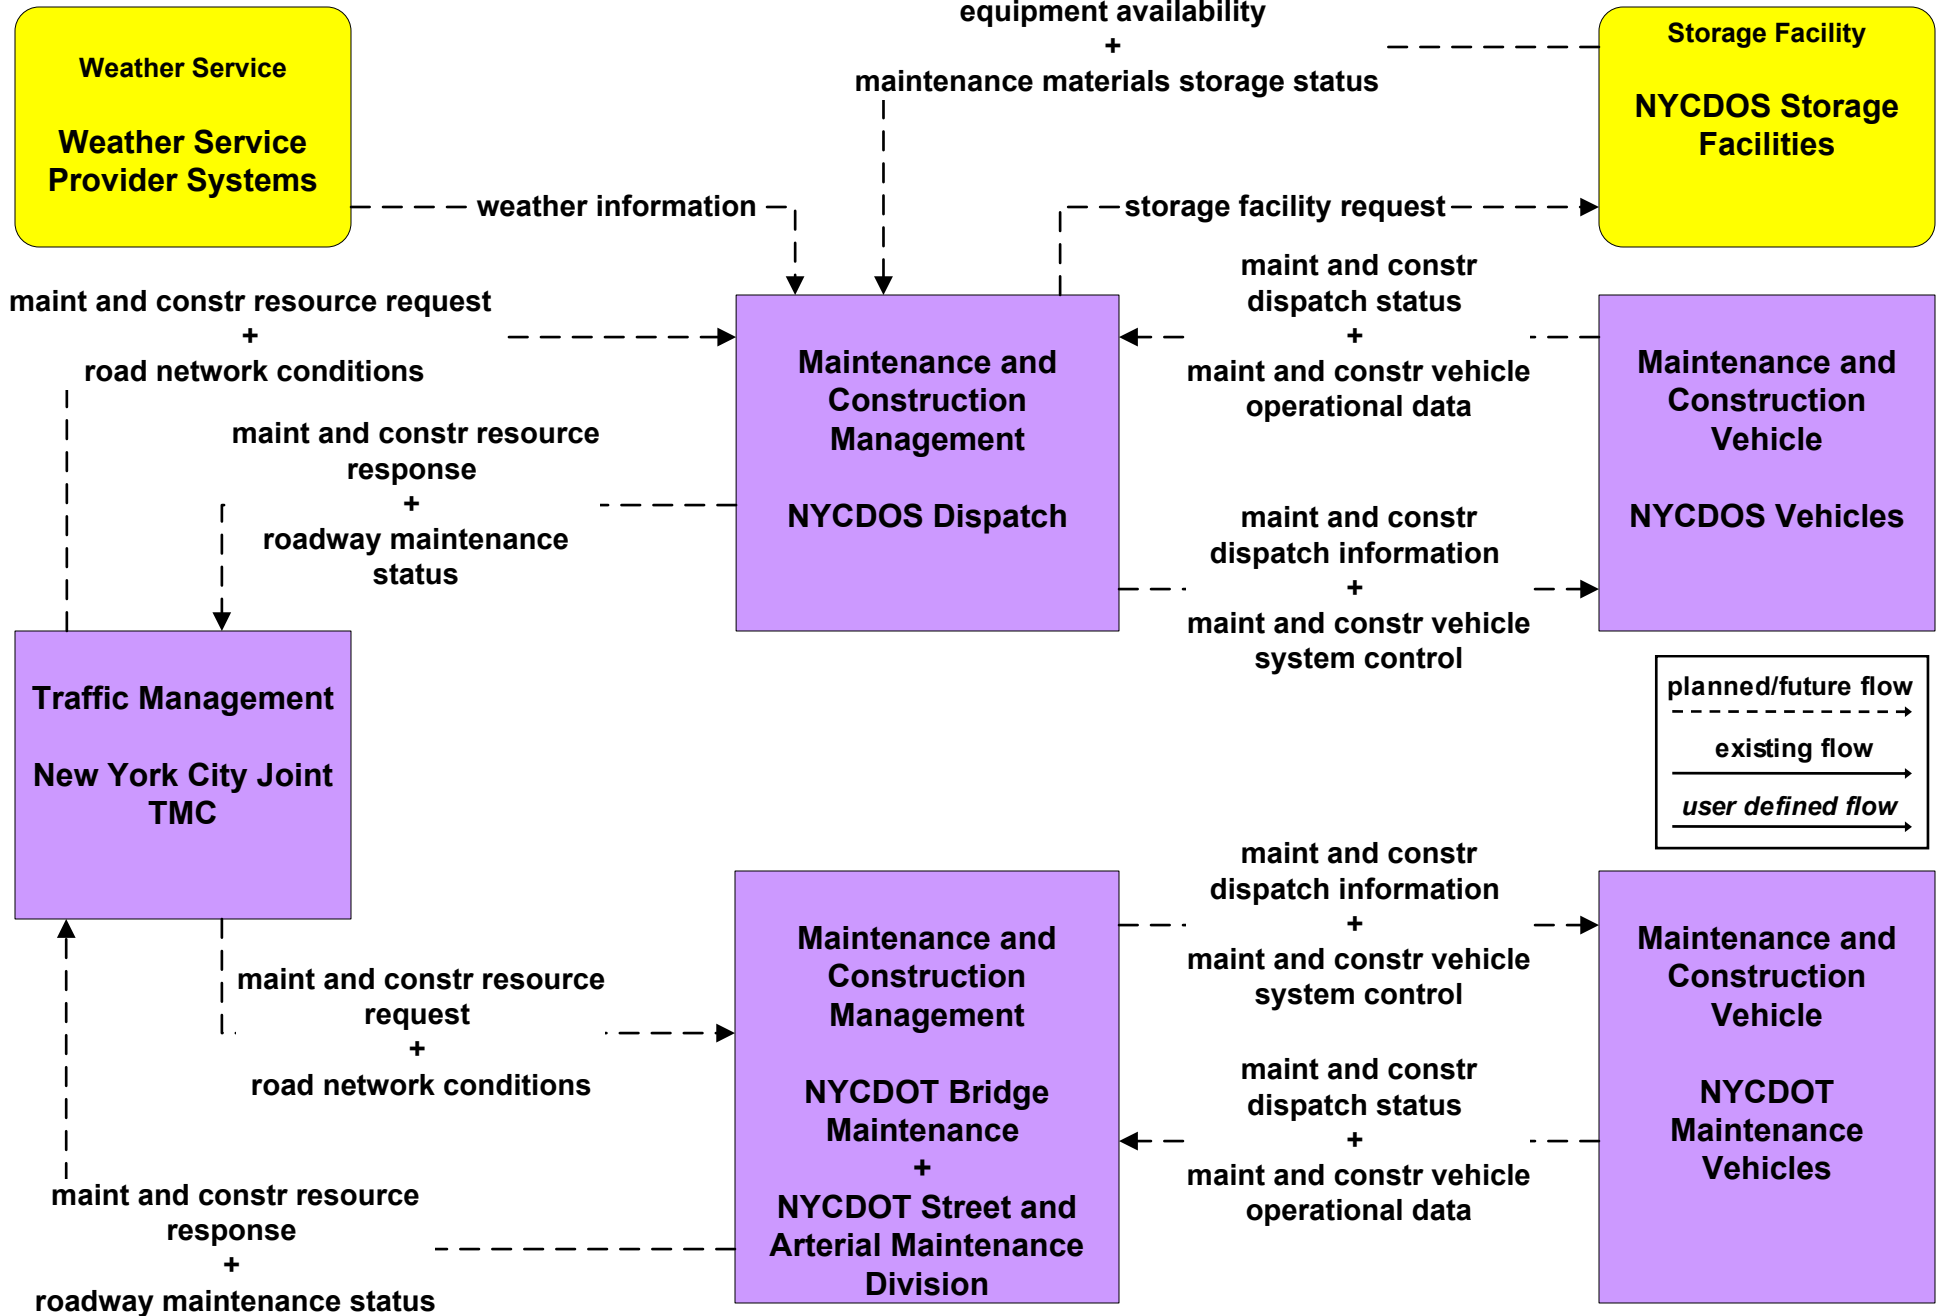 equipment availability
+
maintenance materials storage status
Weather Service
Weather Service
Provider Systems
Storage Facility
NYCDOS Storage
Facilities
weather information
storage facility request
maint and constr resource request
+
road network conditions
maint and constr
dispatch status
+
maint and constr vehicle
operational data
Maintenance and
Construction
Management
NYCDOS Dispatch
Maintenance and
Construction
Vehicle
NYCDOS Vehicles
maint and constr resource
response
+
roadway maintenance
status
maint and constr
dispatch information
+
maint and constr vehicle
system control
Traffic Management
New York City Joint
TMC
planned/future flow
existing flow
user defined flow
maint and constr
dispatch information
+
maint and constr vehicle
system control
Maintenance and
Construction
Management
NYCDOT Bridge
Maintenance
+
NYCDOT Street and
Arterial Maintenance
Division
Maintenance and
Construction
Vehicle
NYCDOT
Maintenance
Vehicles
maint and constr resource
request
+
road network conditions
maint and constr
dispatch status
+
maint and constr vehicle
operational data
maint and constr resource
response
+
roadway maintenance status